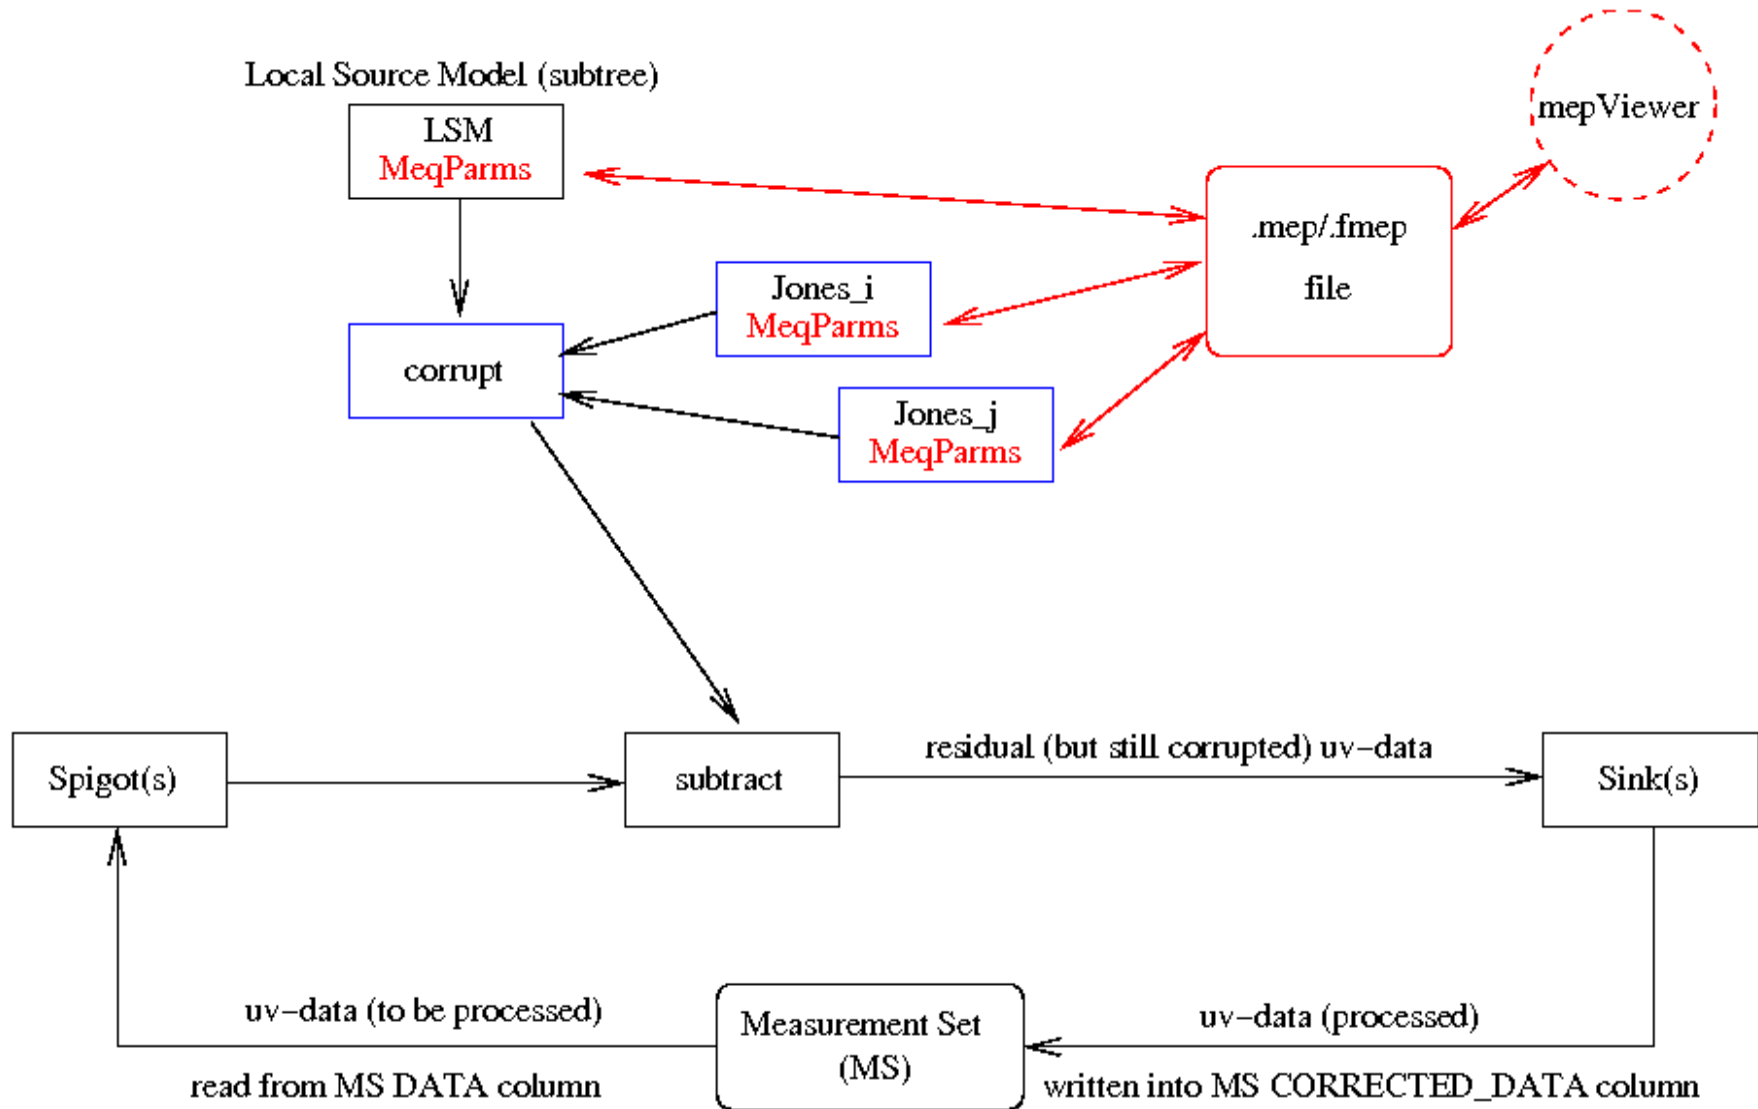 Local Source Model (subtree)
LSM
MeqParms
mepViewer
.mep/.fmep
file
Jones_i
MeqParms
corrupt
Jones_j
MeqParms
Spigot(s)
subtract
residual (but still corrupted) uv-data
Sink(s)
uv-data (to be processed)
read from MS DATA column
Measurement Set
(MS)
uv-data (processed)
written into MS CORRECTED_DATA column